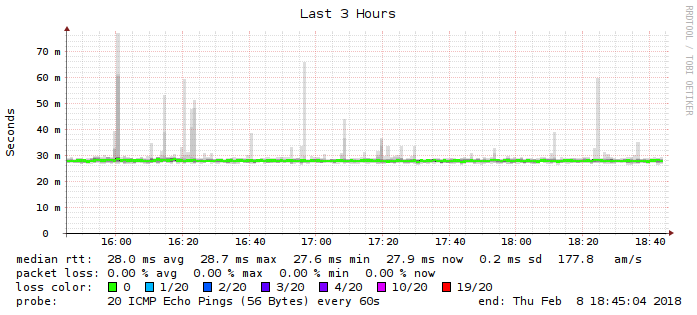 Last 3 Hours
RRDTOOL / TOBI OETIKER
Seconds
70 m
60 m
50 m
40 m
30 m
20 m
10 m
0
16:00 16:20 16:40 17:00 17:20 17:40 18:00 18:20 18:40
median rtt: 28.0 ms avg 28.7 ms max 27.6 ms min 27.9 ms now 0.2 ms sd 177.8 am/s
packet loss: 0.00 % avg 0.00 % max 0.00 % min 0.00 % now
loss color: 0 1/20 2/20 3/20 4/20 10/20 19/20
probe: 20 ICMP Echo Pings (56 Bytes) every 60s end: Thu Feb 8 18:45:04 2018